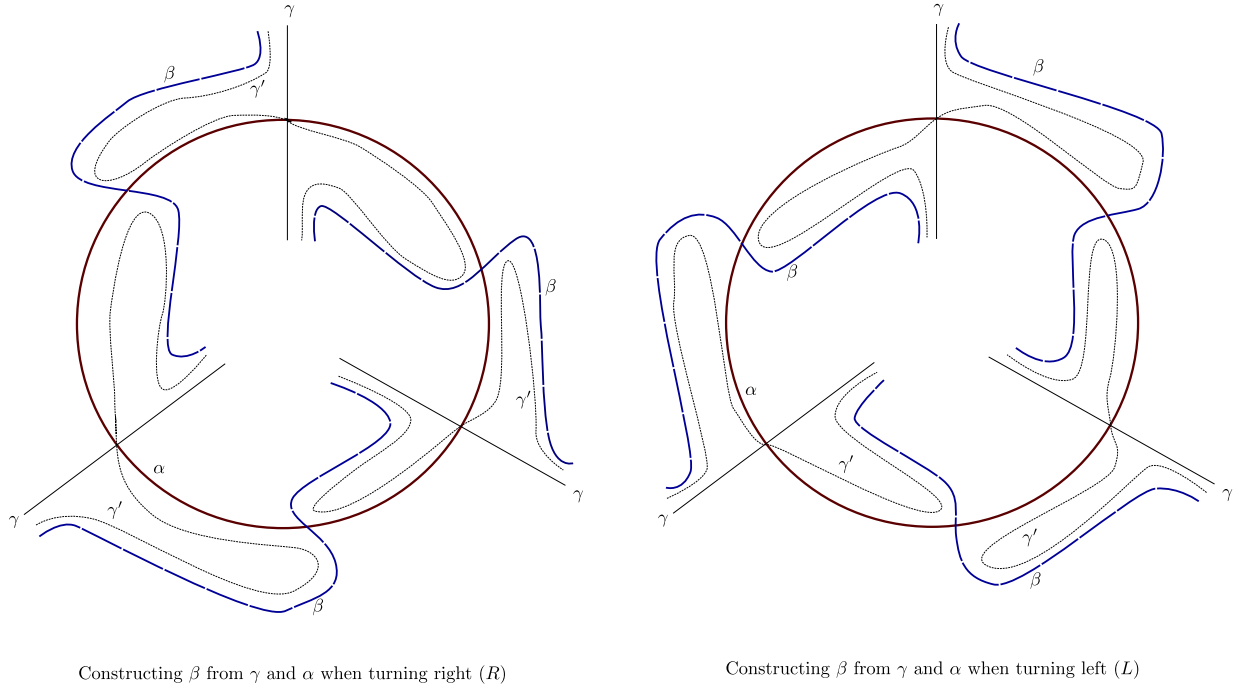 γ
β
γ′
β
γ′
γ
α
γ′
γ
β
Constructing β from γ and α when turning right (R)
γ
β
β
α
γ′
γ
γ′
γ
β
Constructing β from γ and α when turning left (L)